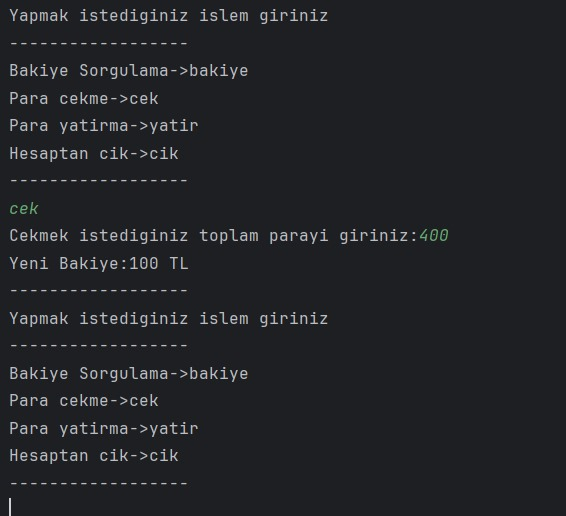 Yapmak istediginiz islem giriniz
------------------
Bakiye Sorgulama->bakiye
Para cekme->cek
Para yatirma->yatir
Hesaptan cik->cik
------------------
cek
Cekmek istediginiz toplam parayi giriniz:400
Yeni Bakiye:100 TL
------------------
Yapmak istediginiz islem giriniz
------------------
Bakiye Sorgulama->bakiye
Para cekme->cek
Para yatirma->yatir
Hesaptan cik->cik
------------------